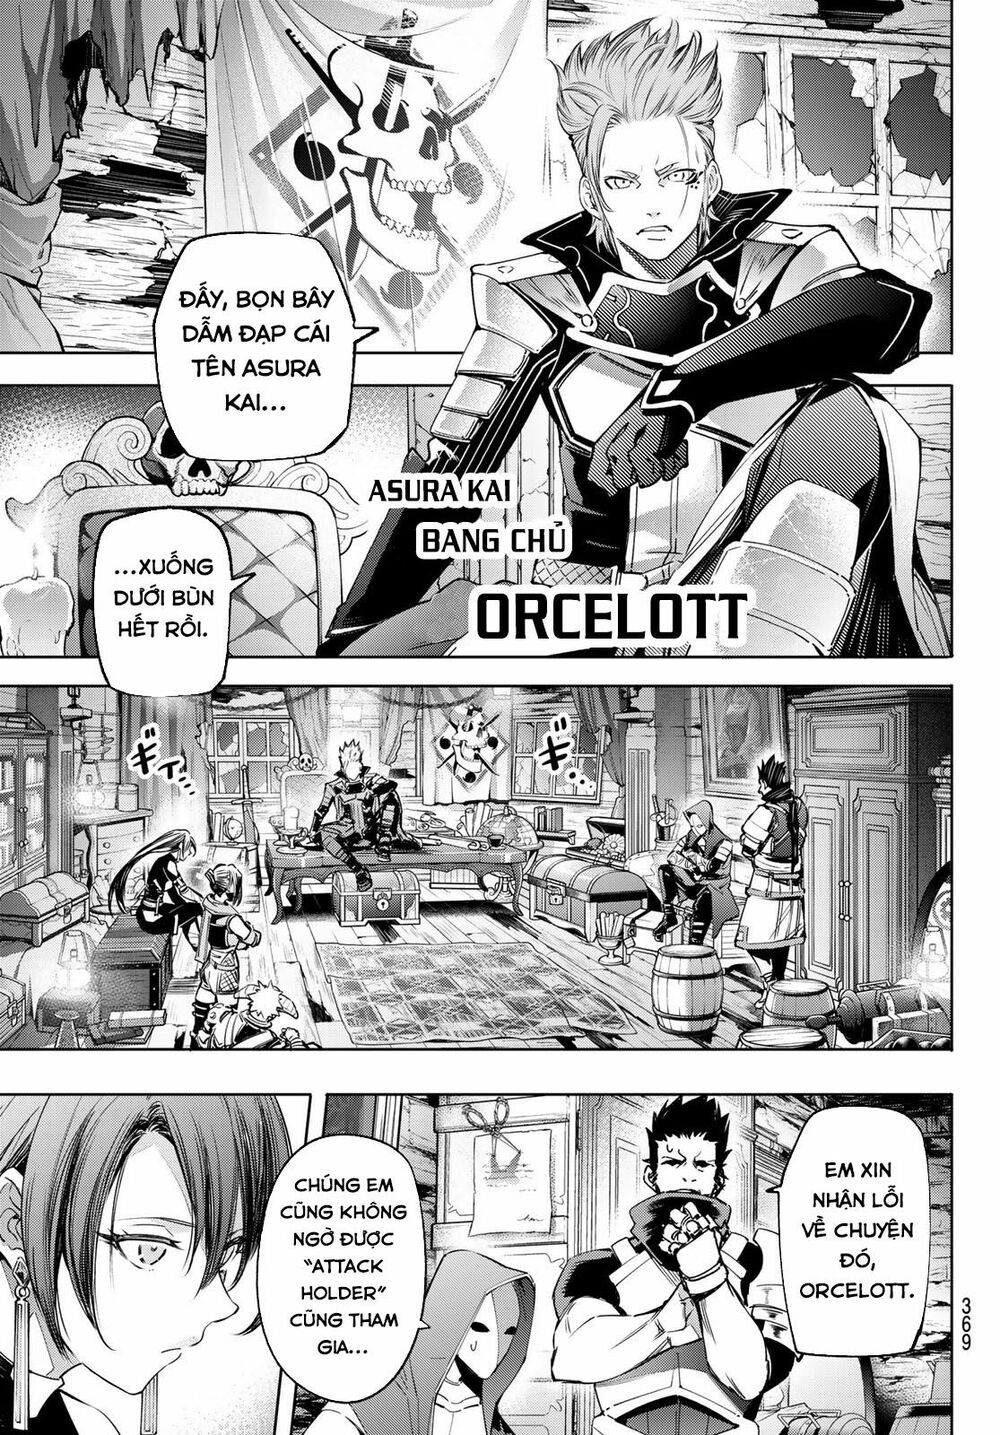 ĐẤY, BỌN BÂY
DẪM ĐẠP CÁI
TÊN ASURA
KAI...
ASURA KAI
BANG CHỦ
ORCELOTT
...XUỐNG
DƯỚI BÙN
HẾT RỒI.
ギ...
ギィ...
EM XIN
NHẬN LỖI
VỀ CHUYỆN
ĐÓ,
ORCELOTT.
CHÚNG EM
CŨNG KHÔNG
NGỜ ĐƯỢC
“ATTACK
HOLDER”
CŨNG THAM
GIA...
369